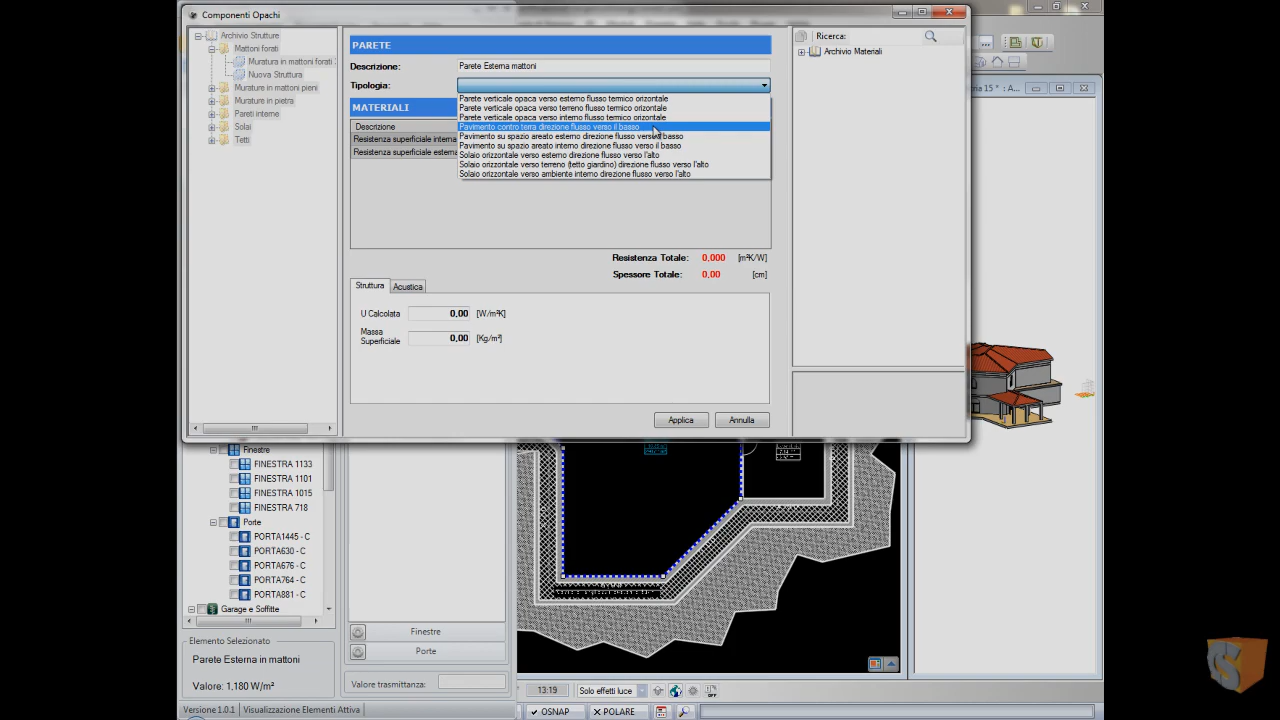 Componenti Opachi
Archivio Strutture
Mattoni forati
Muratura in mattoni forati
Nuova Struttura
Murature in mattoni pieni
Murature in pietra
Pareti interne
Solai
Tetti
PARETE
Descrizione: Parete Esterna mattoni
Tipologia:
Parete verticale opaca verso esterno flusso termico orizontale
Parete verticale opaca verso terreno flusso termico orizontale
Parete verticale opaca verso interno flusso termico orizontale
Pavimento contro terra direzione flusso verso il basso
Pavimento su spazio areato esterno direzione flusso verso il basso
Pavimento su spazio areato interno direzione flusso verso il basso
Solaio orizzontale verso esterno direzione flusso verso l'alto
Solaio orizzontale verso terreno (tetto giardino) direzione flusso verso l'alto
Solaio orizzontale verso ambiente interno direzione flusso verso l'alto
MATERIALI
Descrizione
Resistenza superficiale interna
Resistenza superficiale esterna
Resistenza Totale: 0,000 [m²K/W]
Spessore Totale: 0,00 [cm]
Struttura Acustica
U Calcolata 0,00 [W/m²K]
Massa
Superficiale 0,00 [Kg/m²]
Applica Annulla
Ricerca:
Archivio Materiali
15 * : A...
Finestre
FINESTRA 1133
FINESTRA 1101
FINESTRA 1015
FINESTRA 718
Porte
PORTA1445 - C
PORTA630 - C
PORTA676 - C
PORTA764 - C
PORTA881 - C
Garage e Soffitte
Elemento Selezionato
Parete Esterna in mattoni
Valore: 1,180 W/m²
Versione 1.0.1 Visualizzazione Elementi Attiva
Finestre
Porte
Valore trasmittanza:
13:19 Solo effetti luce OFF
OSNAP POLARE